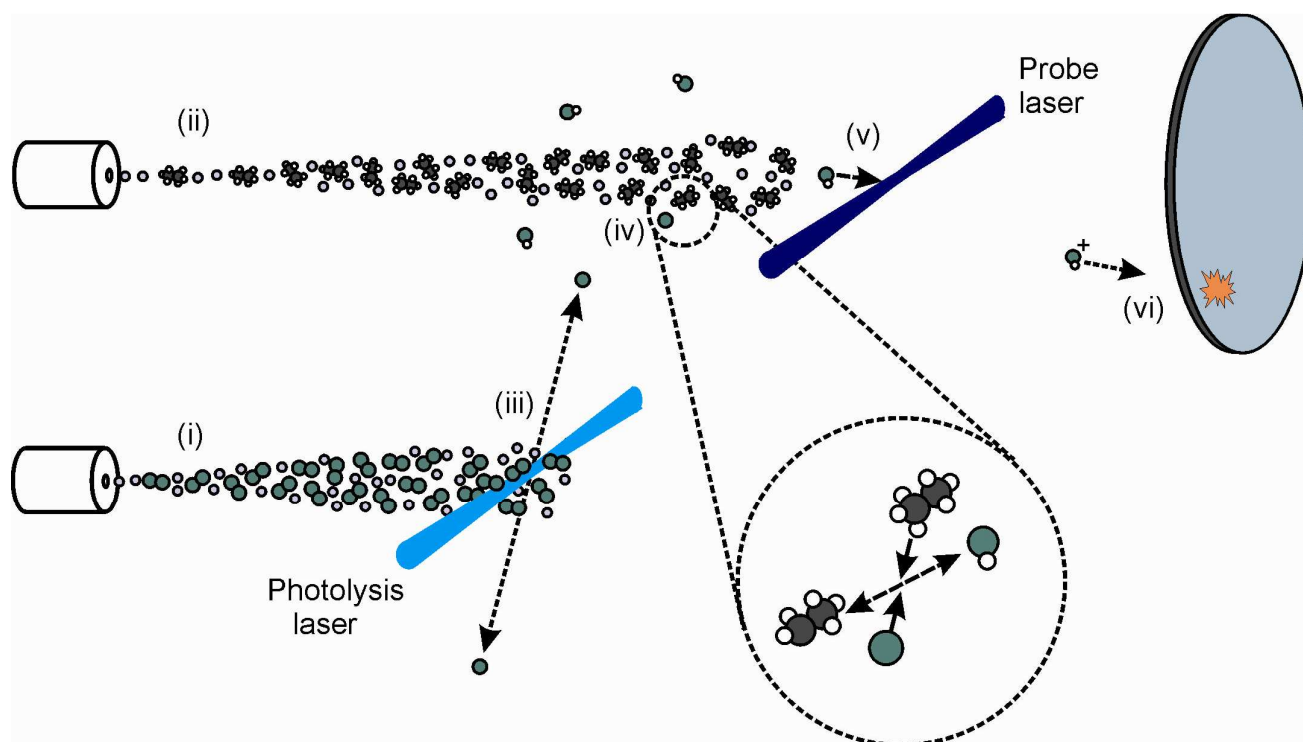 (ii)
Probe
laser
(v)
(iv)
+
(vi)
(iii)
(i)
Photolysis
laser